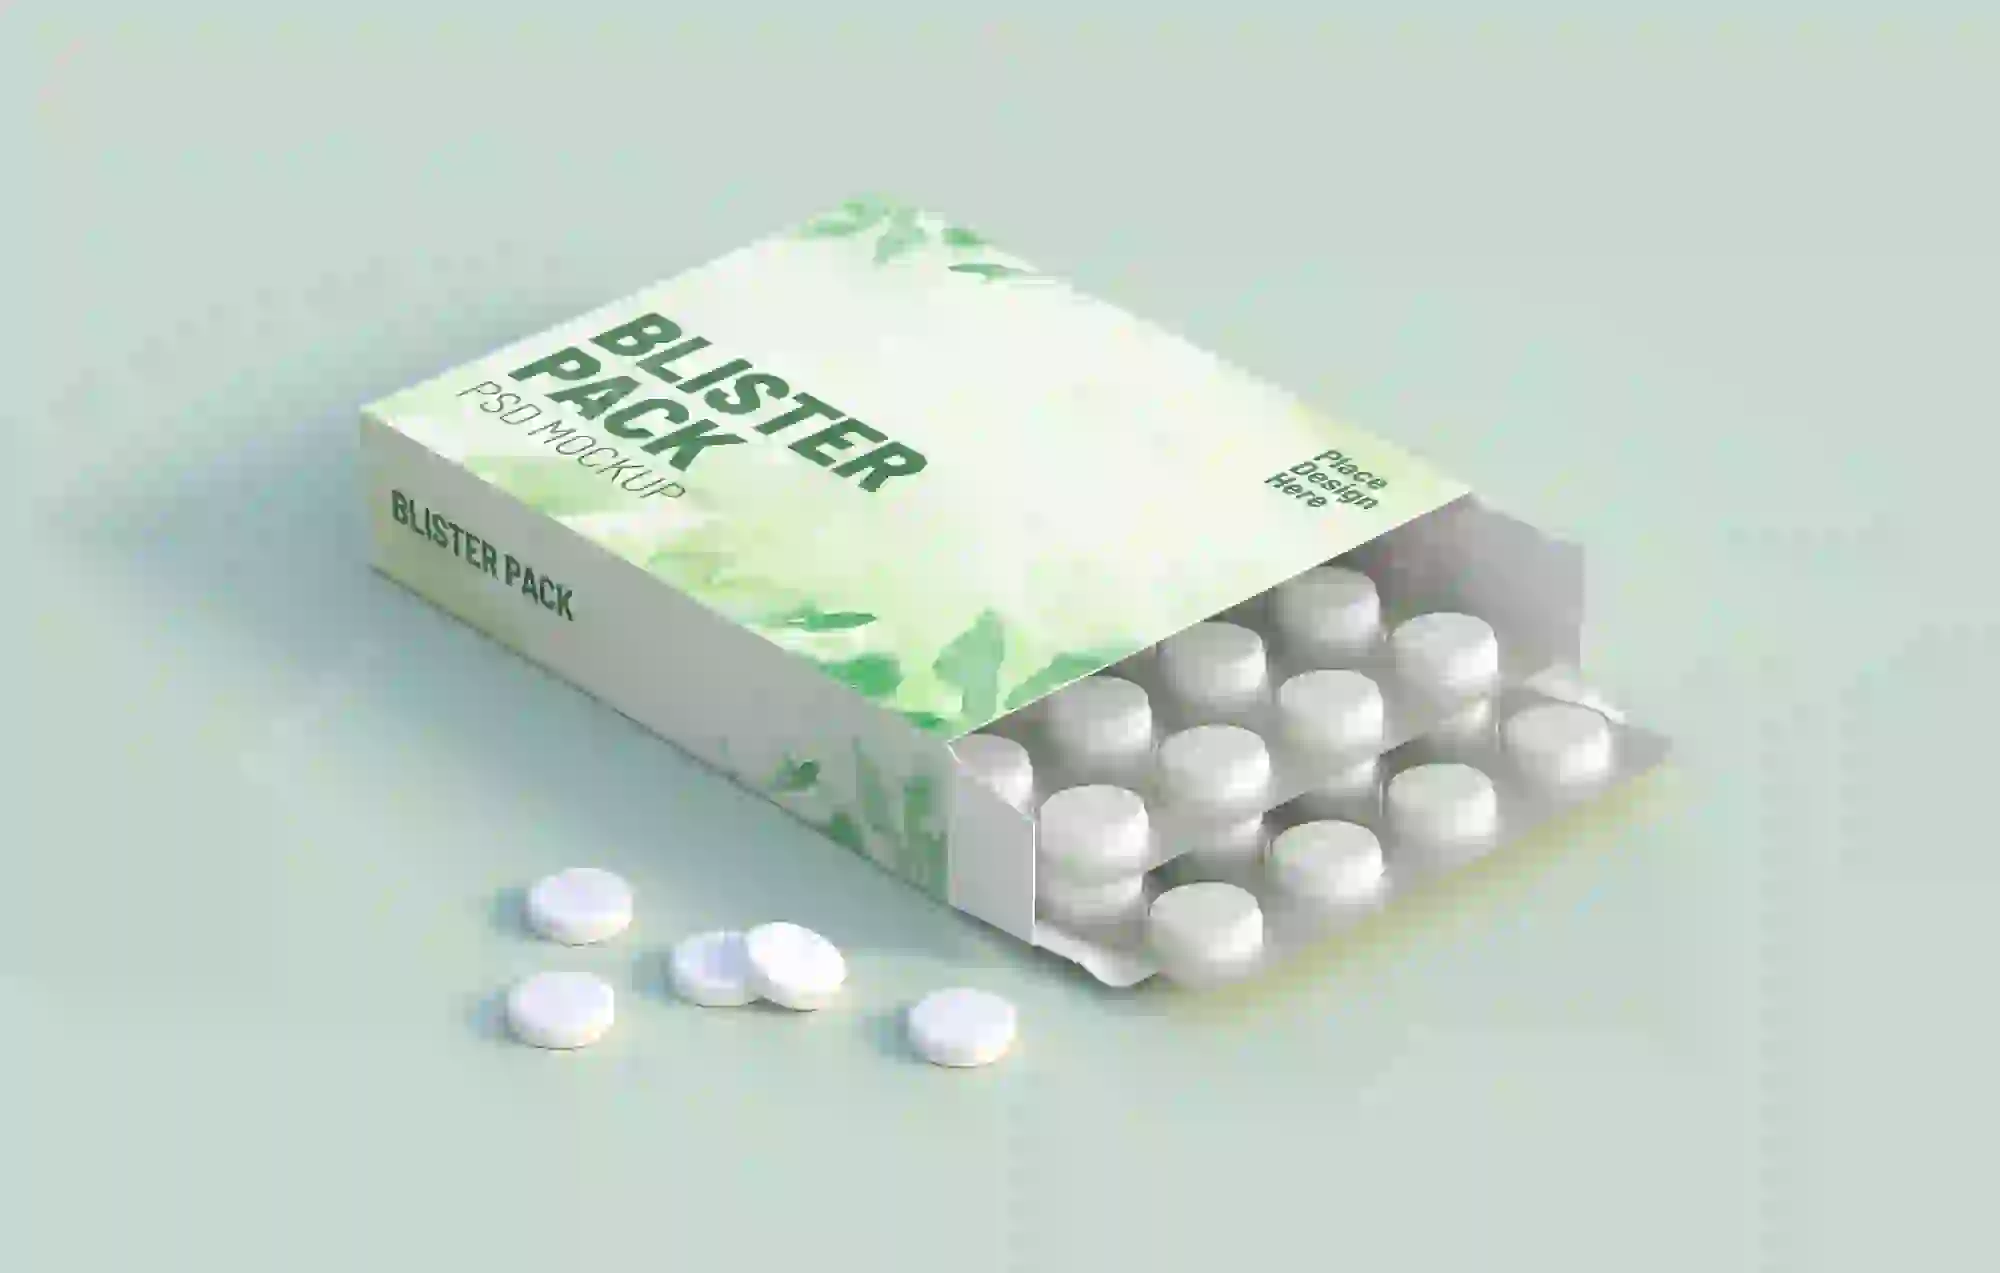 BLISTER
PACK
PSD MOCKUP
Place
Design
Here
BLISTER PACK